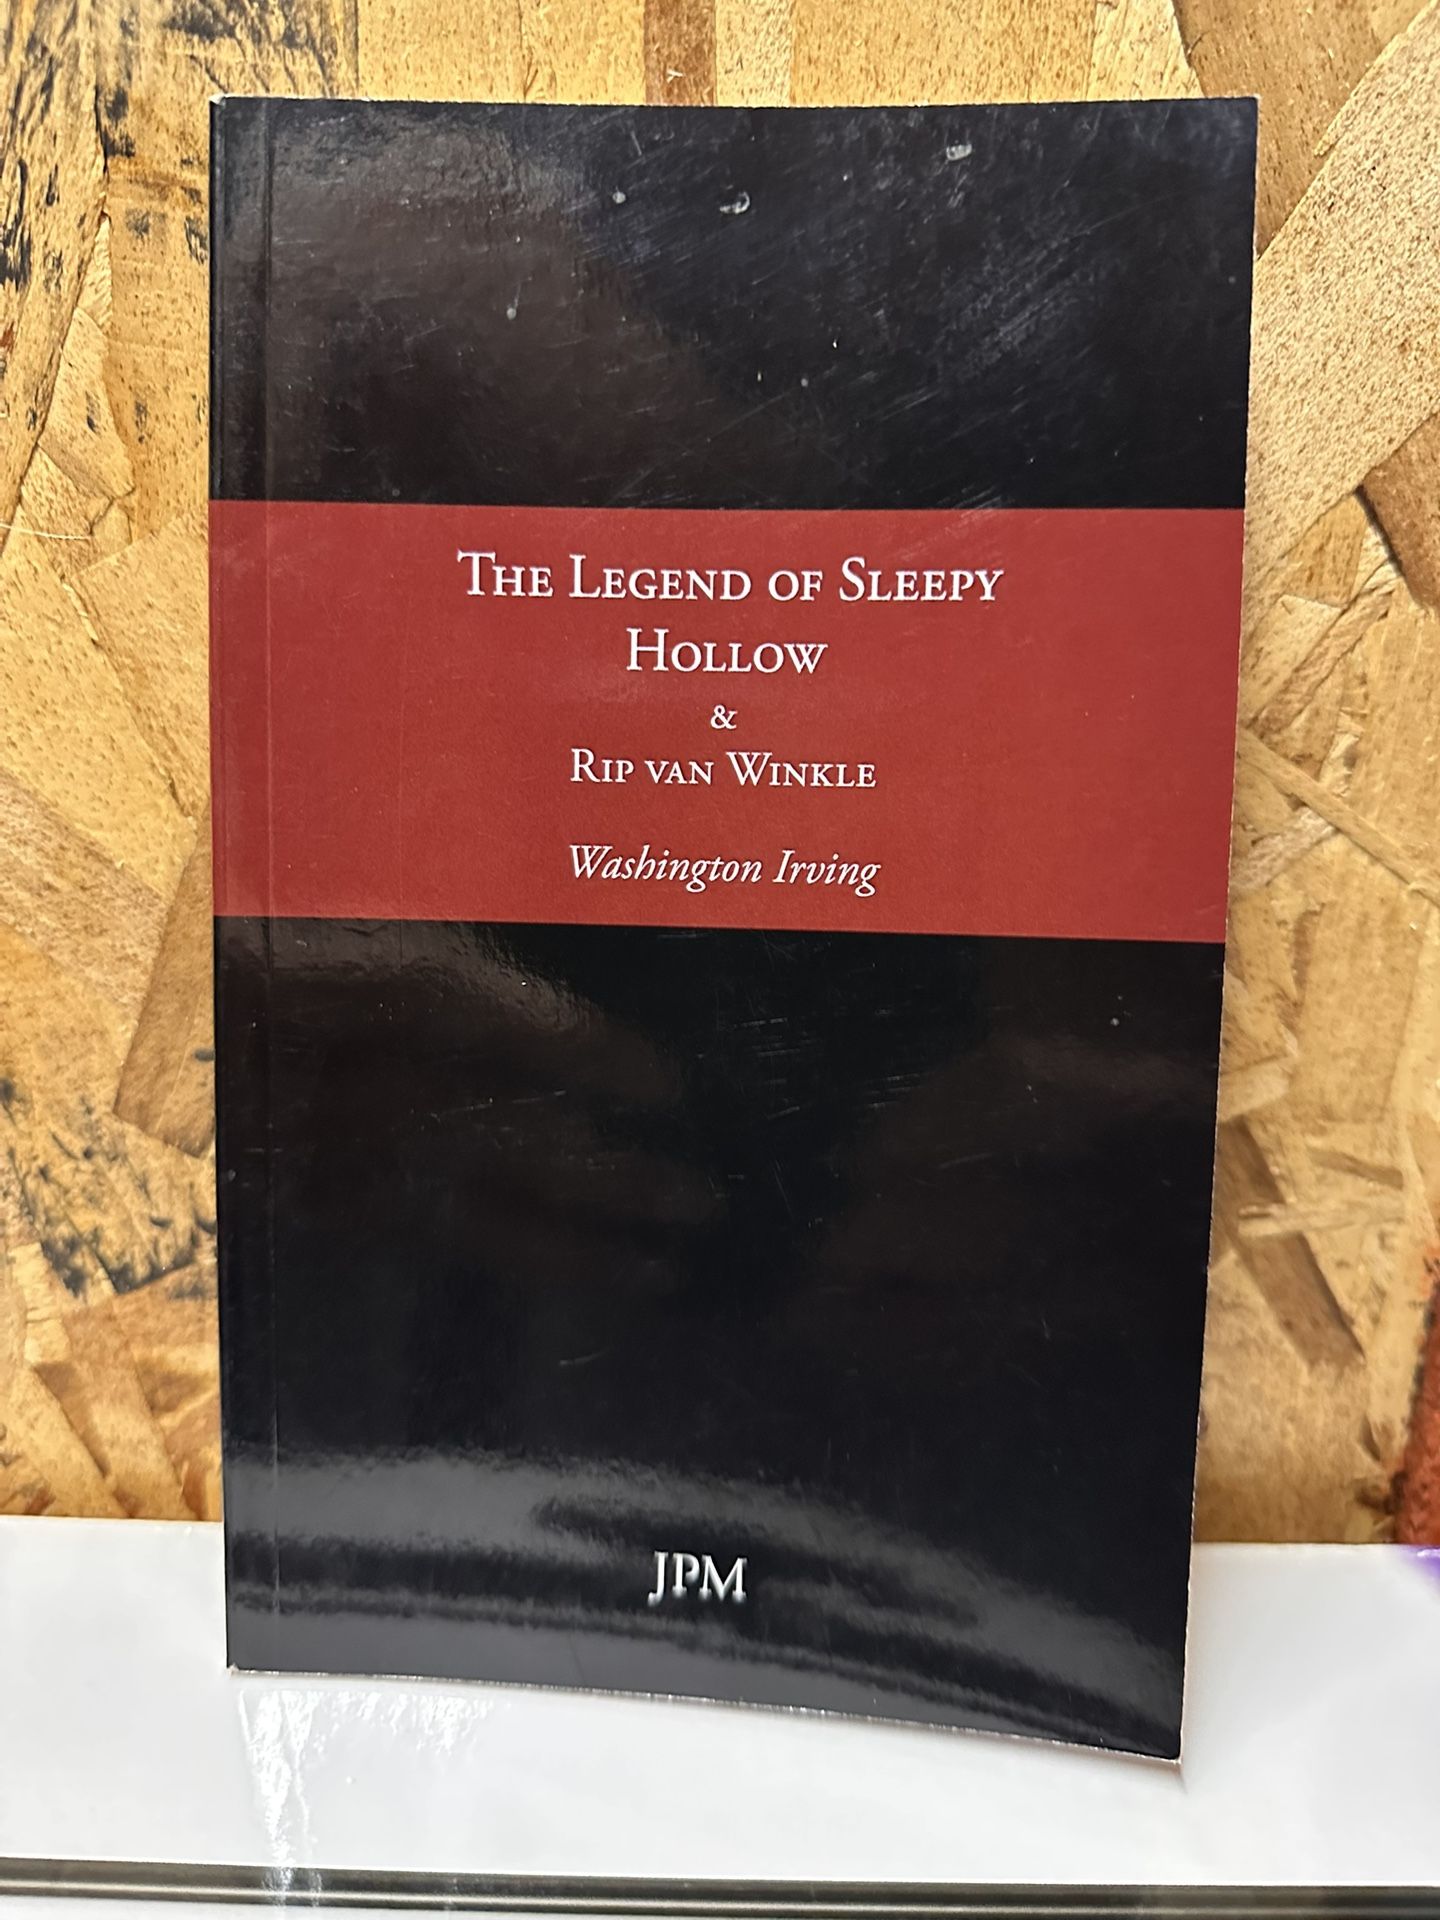 The Legend of Sleepy
Hollow
&
Rip van Winkle
Washington Irving
JPM